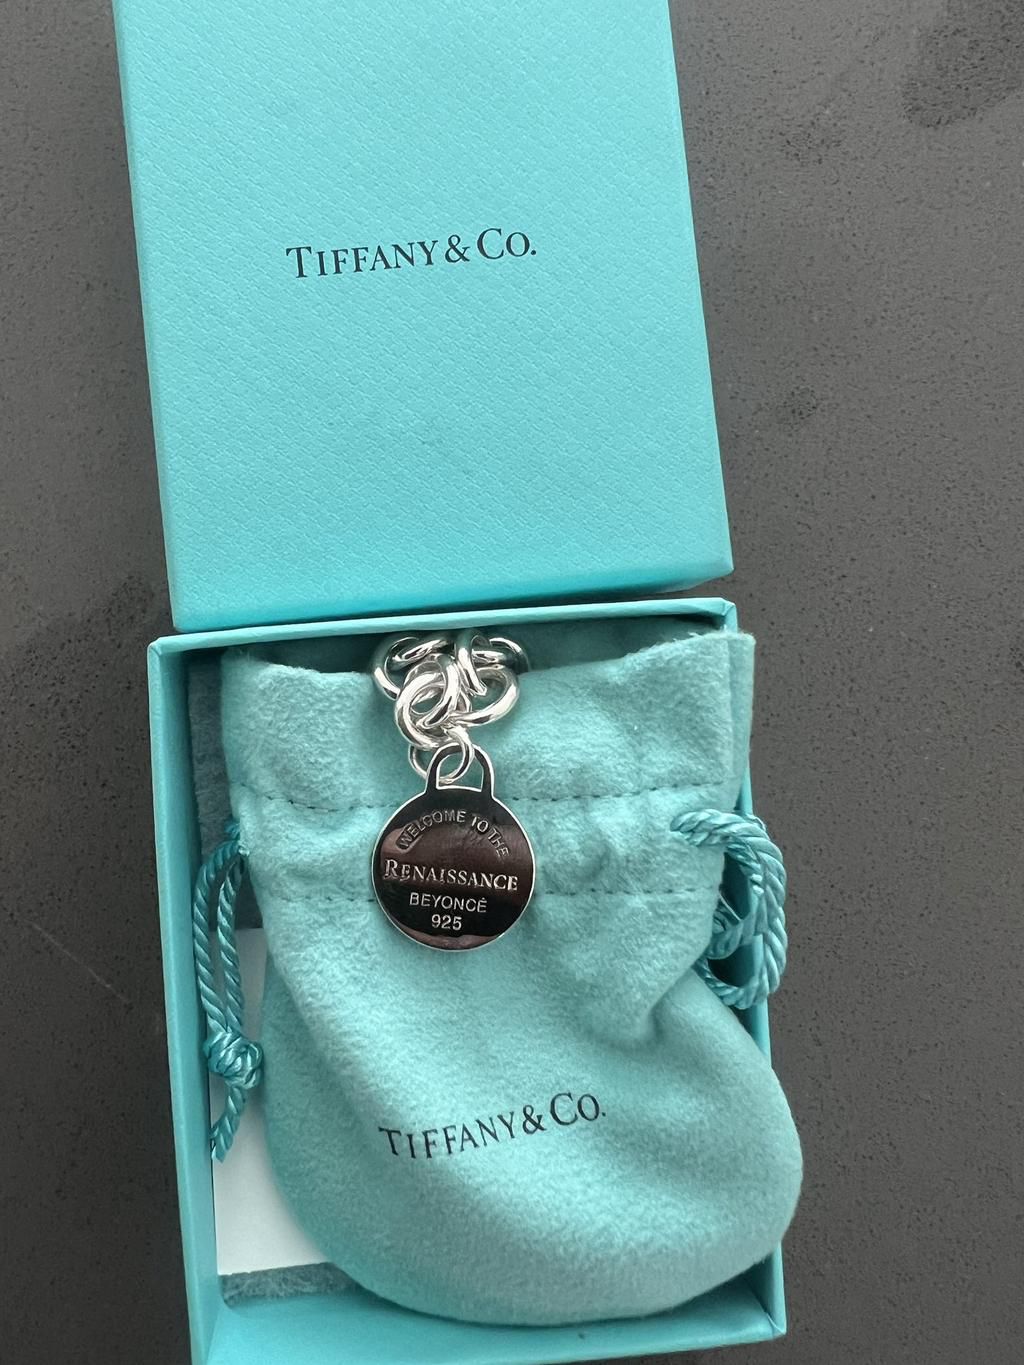 TIFFANY & CO.
WELCOME TO THE
RENAISSANCE
BEYONCÉ
925
TIFFANY & CO.